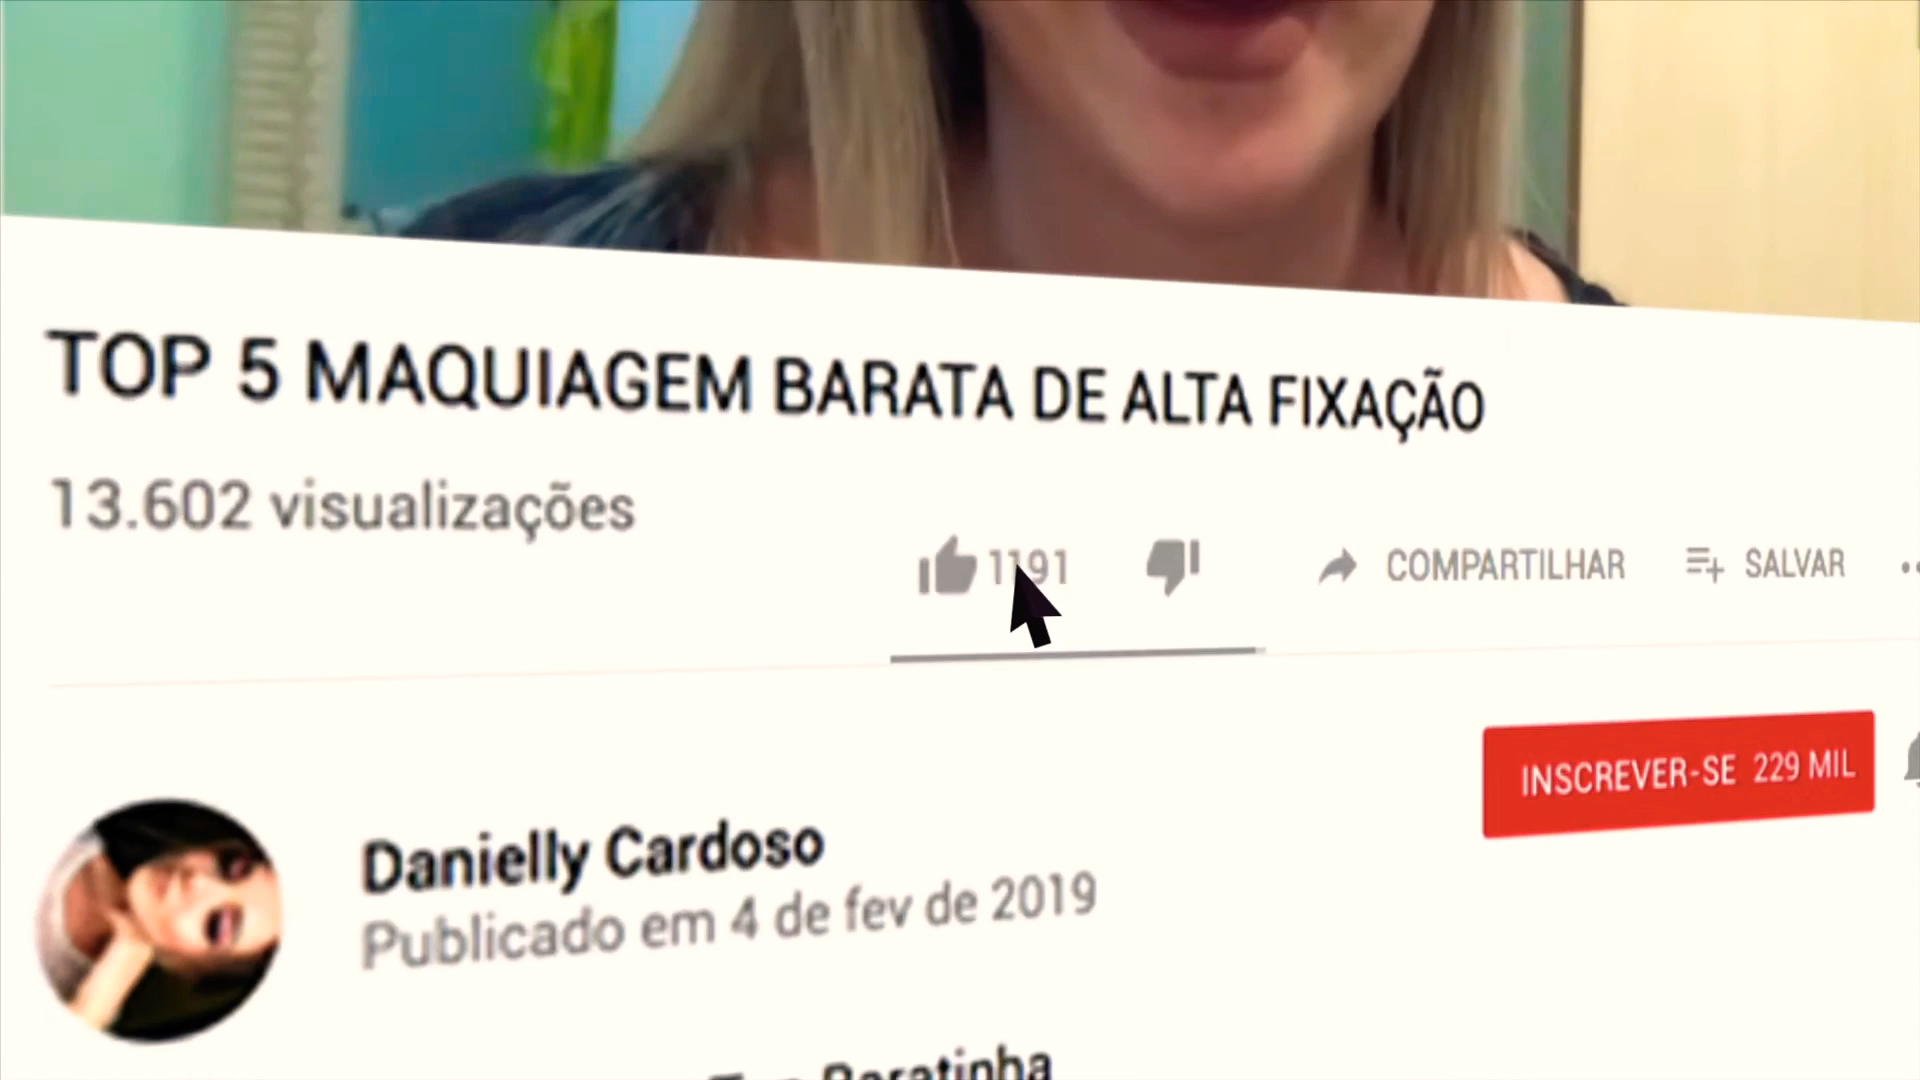 TOP 5 MAQUIAGEM BARATA DE ALTA FIXAÇÃO
13.602 visualizações
1191
COMPARTILHAR
SALVAR
INSCREVER-SE 229 MIL
Danielly Cardoso
Publicado em 4 de fev de 2019
Baratinha